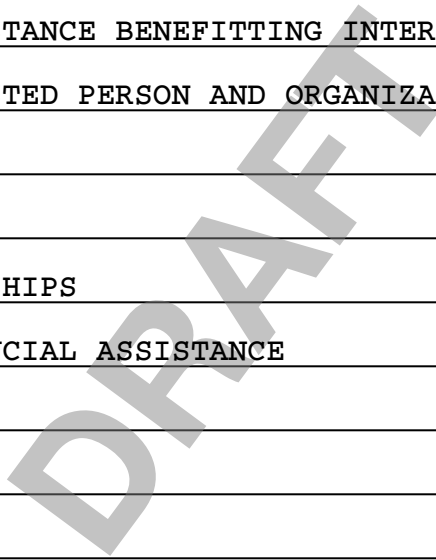 TANCE BENEFITTING INTER
TED PERSON AND ORGANIZA
HIPS
CIAL ASSISTANCE
DRAFT